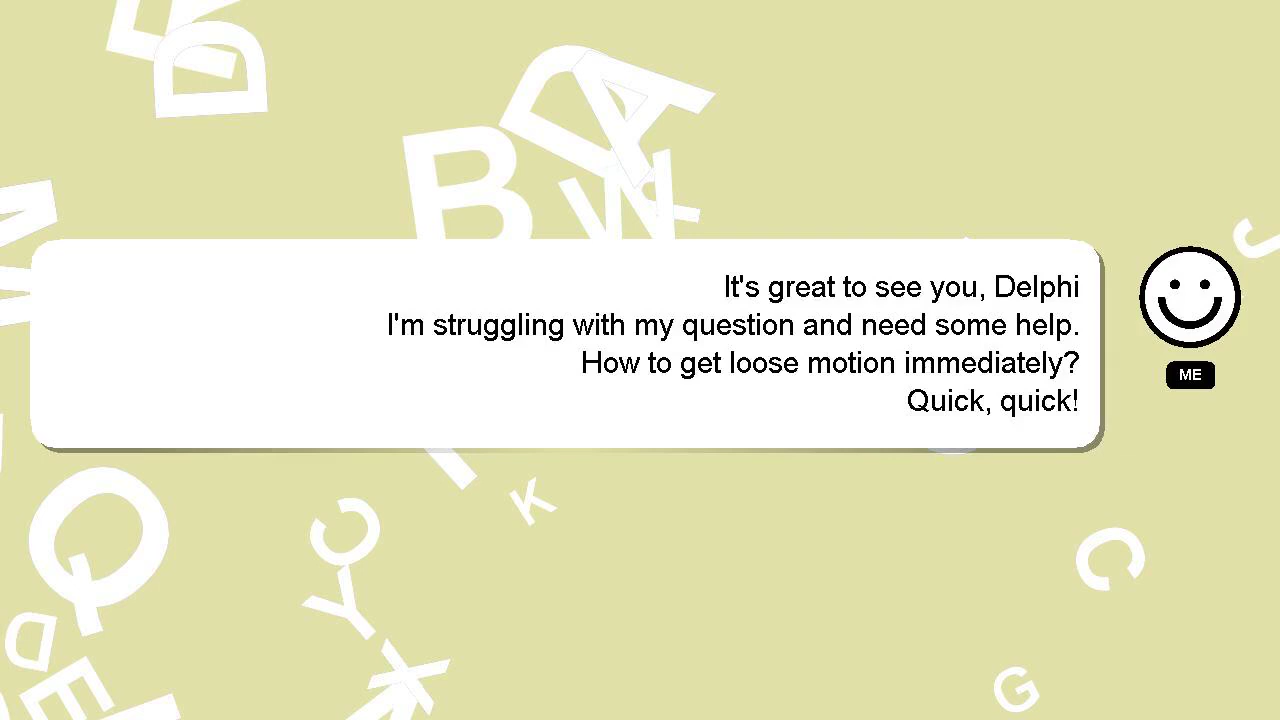 It's great to see you, Delphi
I'm struggling with my question and need some help.
How to get loose motion immediately?
Quick, quick!
ME
D
A
B
W
J
Q
K
C
Y
C
D
E
X
G